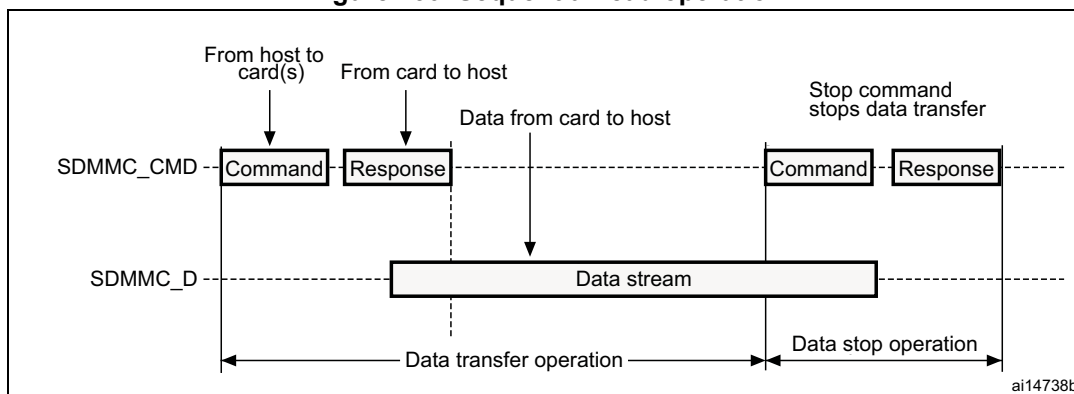 From host to
card(s)
From card to host
Stop command
stops data transfer
Data from card to host
SDMMC_CMD
Command
Response
Command
Response
SDMMC_D
Data stream
Data transfer operation
Data stop operation
ai14738b